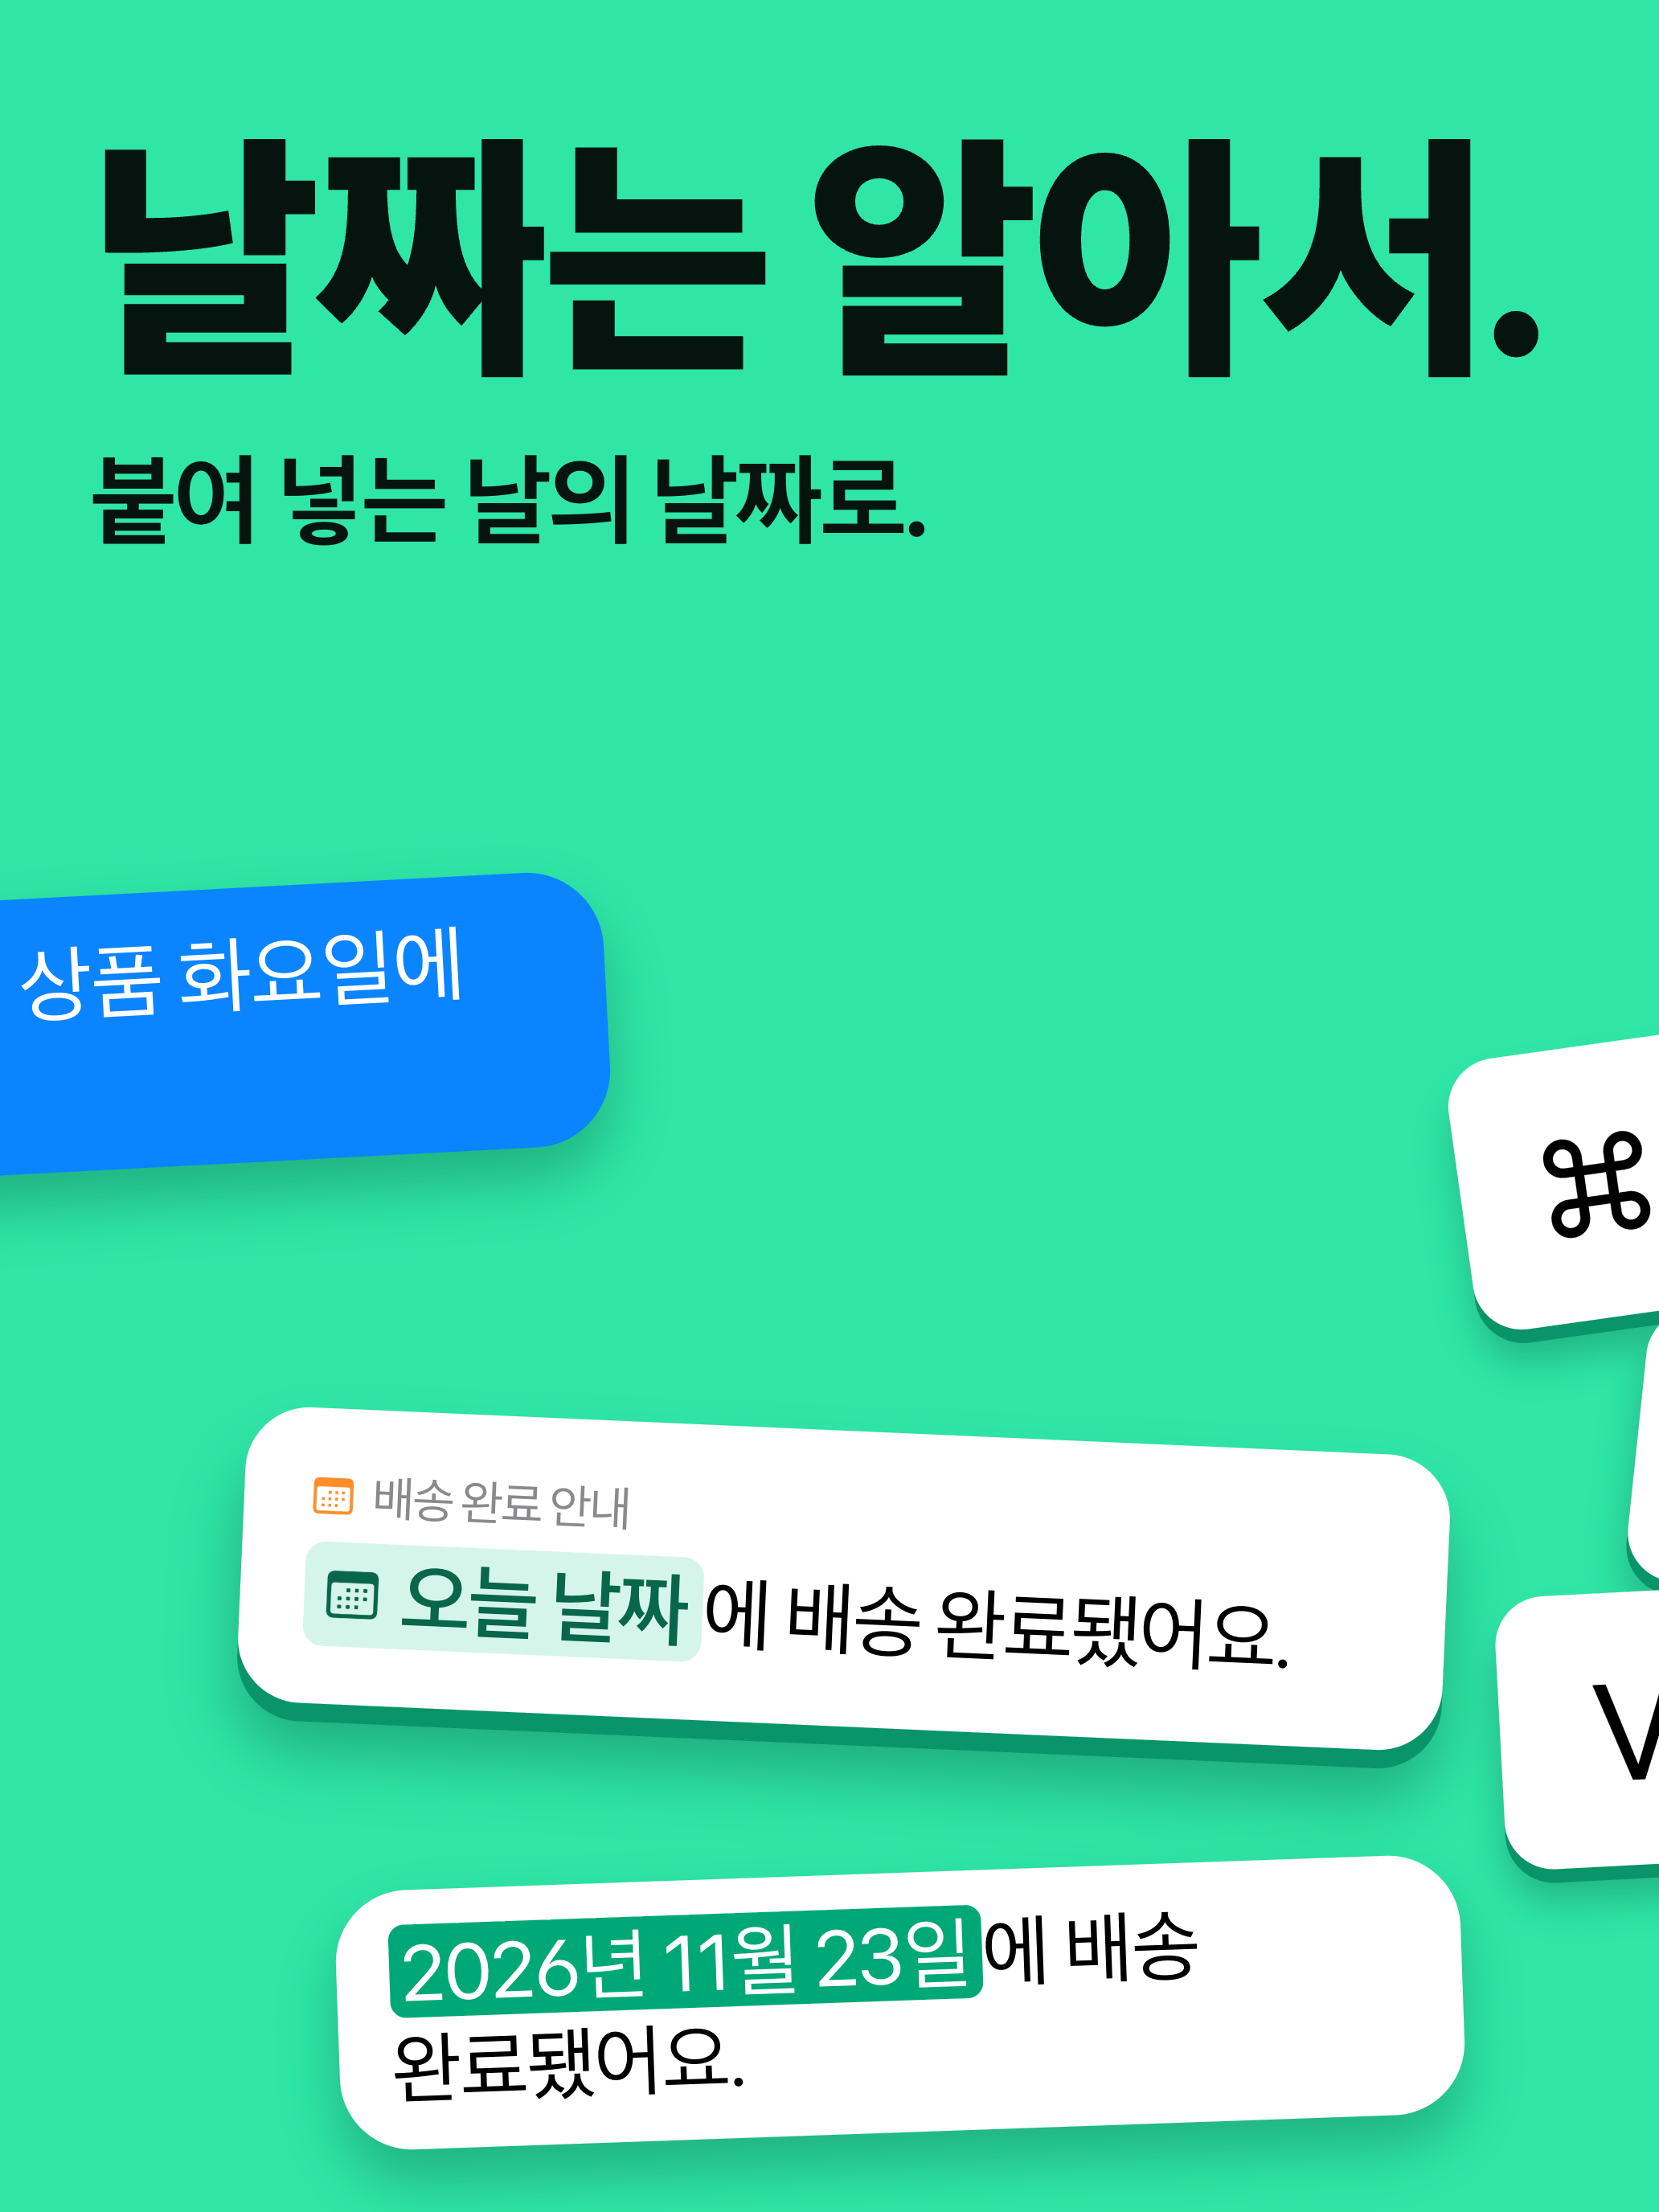 날짜는 알아서.
붙여 넣는 날의 날짜로.
상품 화요일에
⌘
배송 완료 안내
오늘 날짜에 배송 완료됐어요.
V
2026년 11월 23일에 배송
완료됐어요.